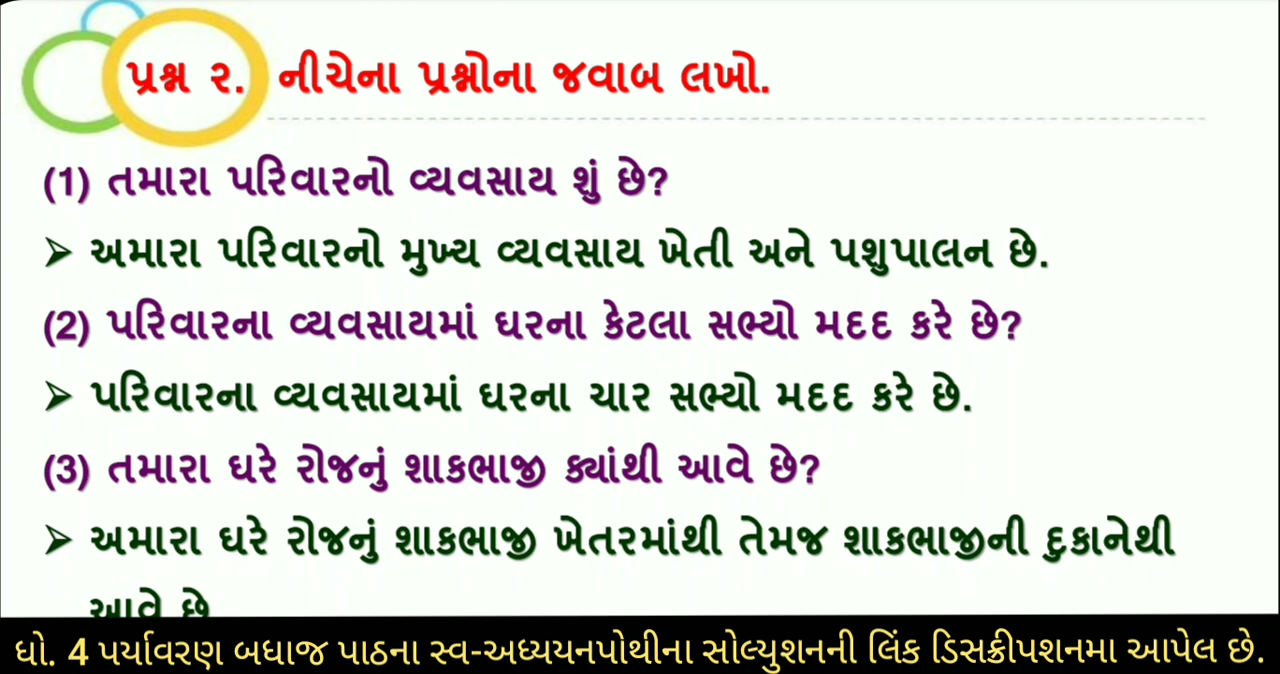 પ્રશ્ન ૨. નીચેના પ્રશ્નોના જવાબ લખો.
(1) તમારા પરિવારનો વ્યવસાય શું છે?
➢ અમારા પરિવારનો મુખ્ય વ્યવસાય ખેતી અને પશુપાલન છે.
(2) પરિવારના વ્યવસાયમાં ઘરના કેટલા સભ્યો મદદ કરે છે?
➢ પરિવારના વ્યવસાયમાં ઘરના ચાર સભ્યો મદદ કરે છે.
(3) તમારા ઘરે રોજનું શાકભાજી ક્યાંથી આવે છે?
➢ અમારા ઘરે રોજનું શાકભાજી ખેતરમાંથી તેમજ શાકભાજીની દુકાનેથી
આવે છે
ધો. 4 પર્યાવરણ બધાજ પાઠના સ્વ-અધ્યયનપોથીના સોલ્યુશનની લિંક ડિસક્રીપશનમા આપેલ છે.